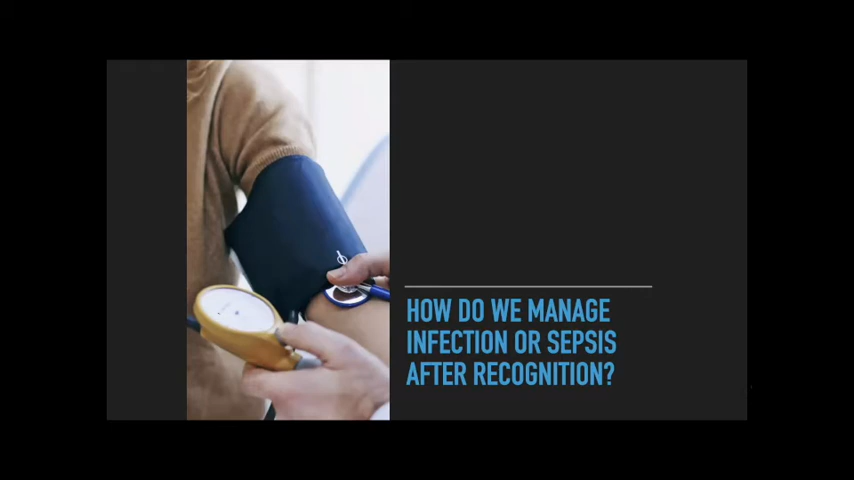 HOW DO WE MANAGE
INFECTION OR SEPSIS
AFTER RECOGNITION?